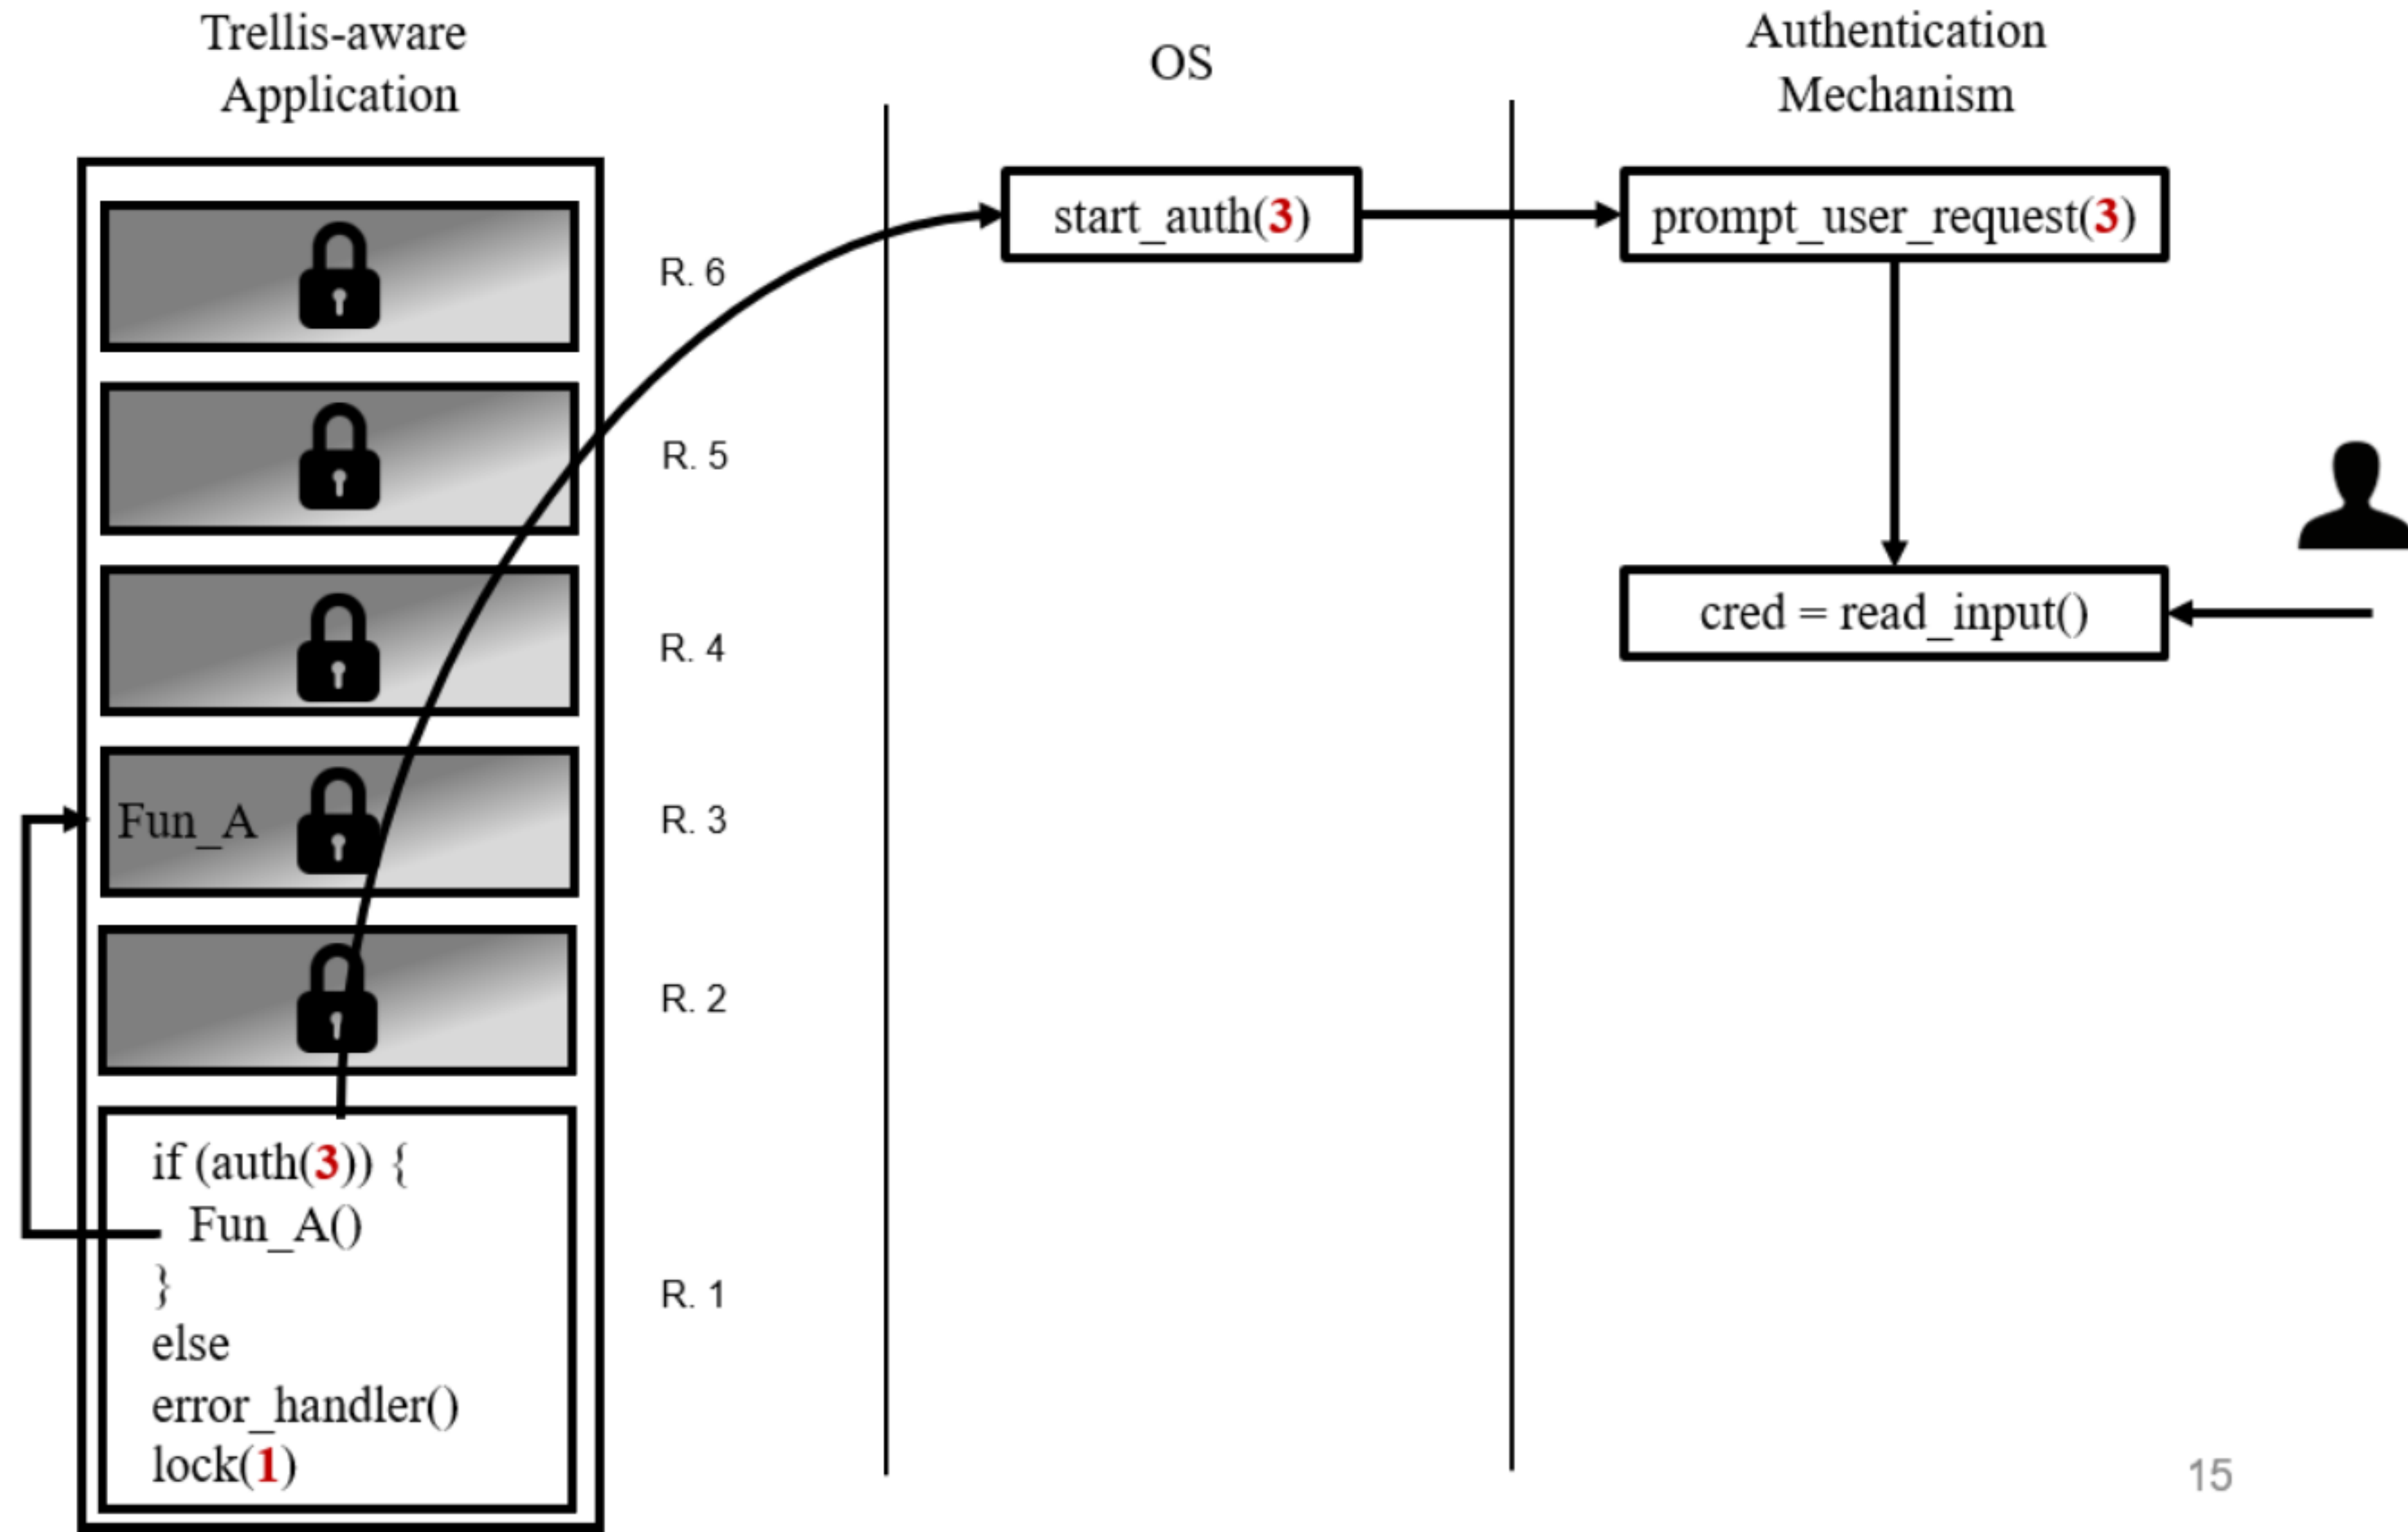 Trellis-aware
Application
OS
Authentication
Mechanism
start_auth(3)
prompt_user_request(3)
R. 6
R. 5
cred = read_input()
R. 4
Fun_A
R. 3
R. 2
if (auth(3)) {
Fun_A()
}
else
error_handler()
lock(1)
R. 1
15